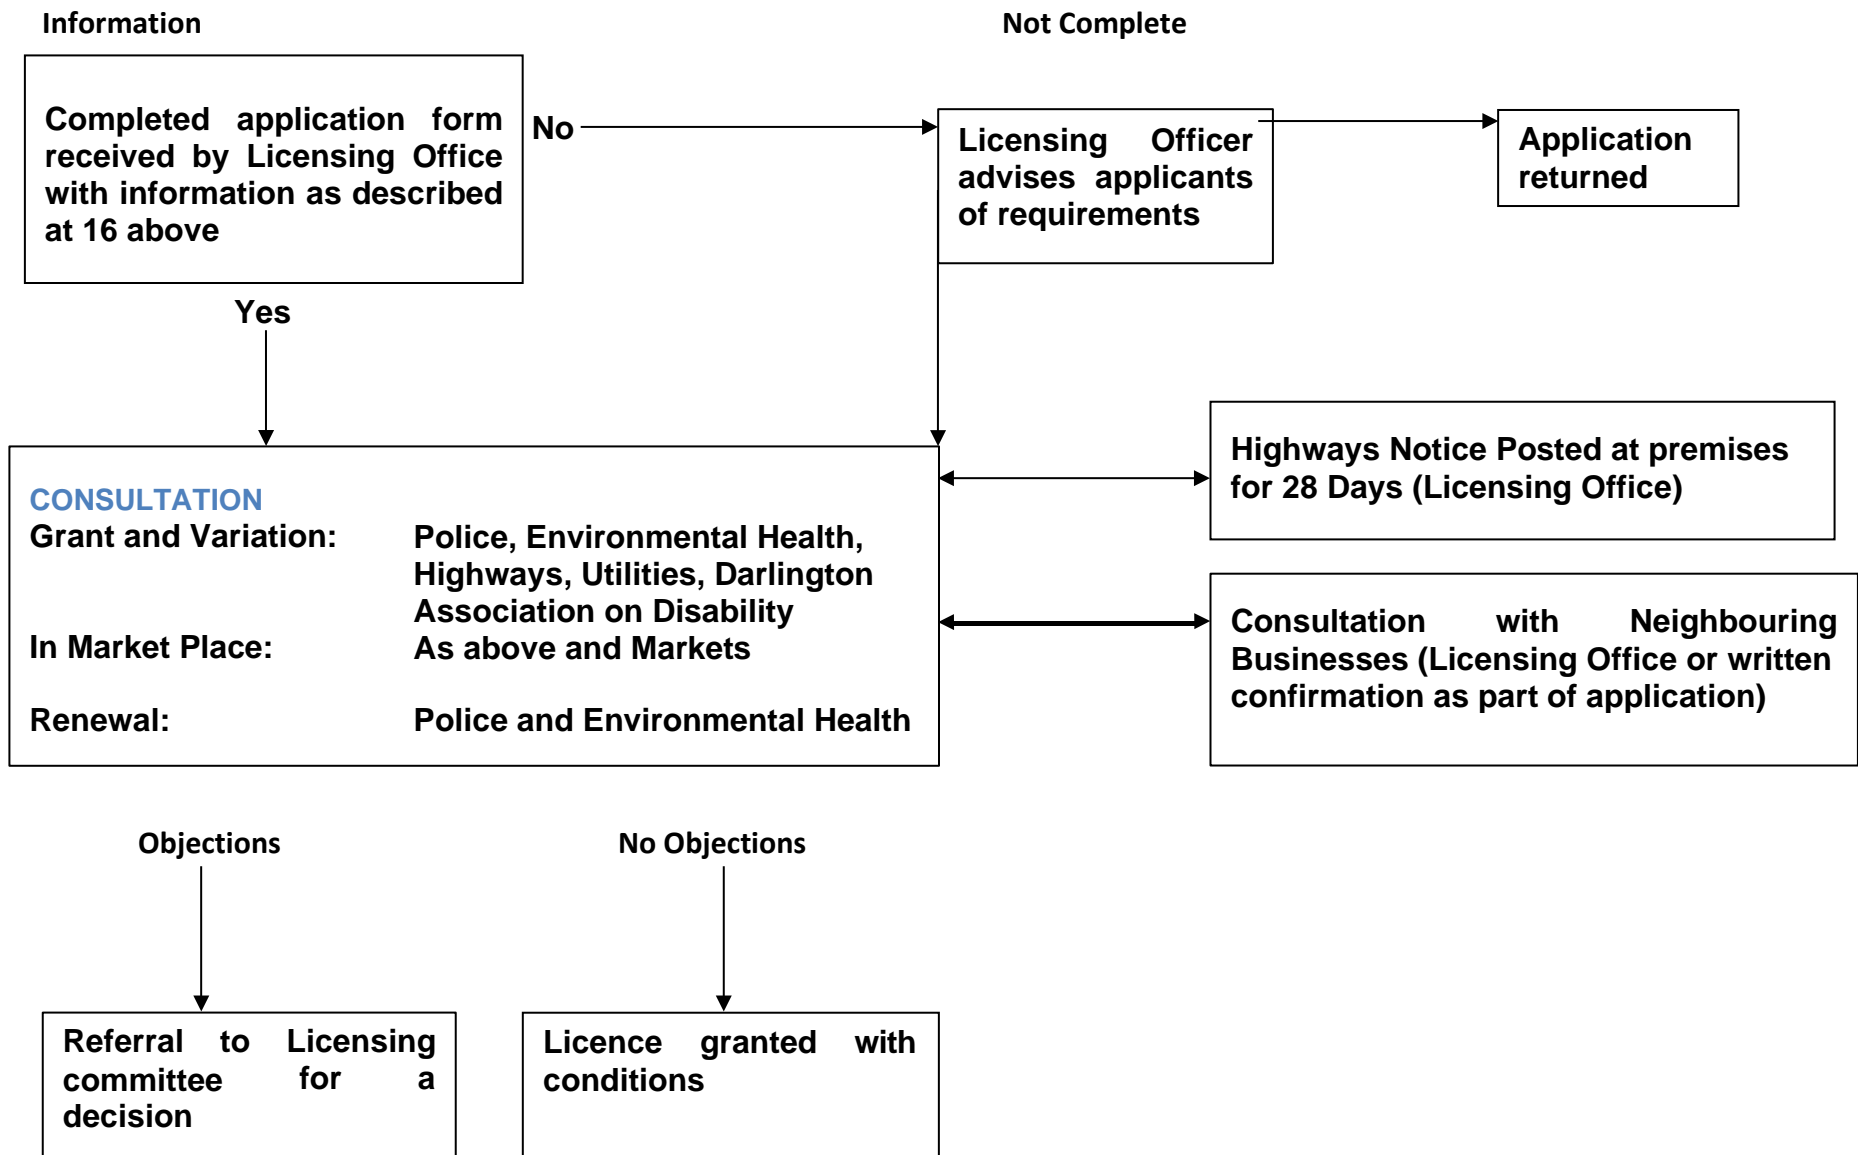 Information
Not Complete
Completed application form
received by Licensing Office
with information as described
at 16 above
No
Licensing Officer
advises applicants
of requirements
Application
returned
Yes
CONSULTATION
Grant and Variation: Police, Environmental Health,
Highways, Utilities, Darlington
Association on Disability
In Market Place: As above and Markets
Renewal: Police and Environmental Health
Highways Notice Posted at premises
for 28 Days (Licensing Office)
Consultation with Neighbouring
Businesses (Licensing Office or written
confirmation as part of application)
Objections
No Objections
Referral to Licensing
committee for a
decision
Licence granted with
conditions